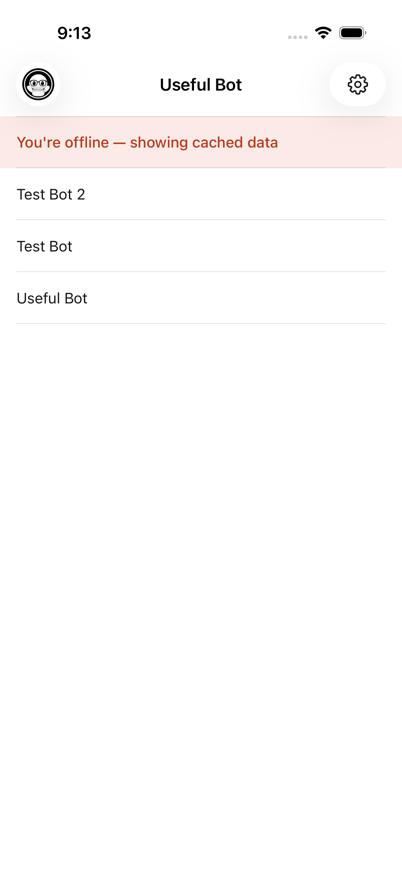 9:13
Useful Bot
You're offline — showing cached data
Test Bot 2
Test Bot
Useful Bot